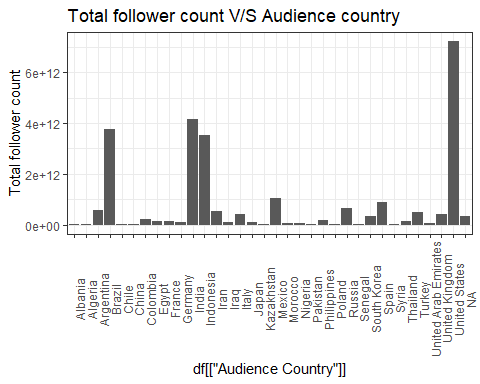 Total follower count V/S Audience country
Total follower count
6e+12
4e+12
2e+12
0e+00
Albania
Algeria
Argentina
Brazil
Chile
China
Colombia
Egypt
France
Germany
India
Indonesia
Iran
Iraq
Italy
Japan
Kazakhstan
Mexico
Morocco
Nigeria
Pakistan
Philippines
Poland
Russia
Senegal
South Korea
Spain
Syria
Thailand
Turkey
United Arab Emirates
United Kingdom
United States
NA
df[["Audience Country"]]